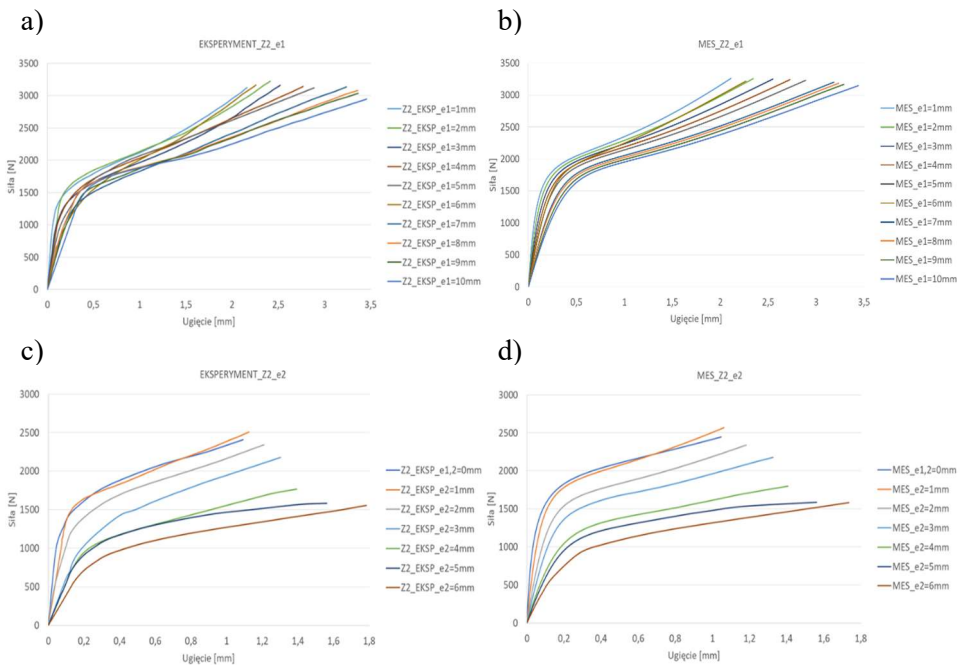 a)
EKSPERYMENT_Z2_e1
3500
3000
2500
2000
1500
1000
500
0
Siła [N]
0 0,5 1 1,5 2 2,5 3 3,5
Ugięcie [mm]
Z2_EKSP_e1=1mm
Z2_EKSP_e1=2mm
Z2_EKSP_e1=3mm
Z2_EKSP_e1=4mm
Z2_EKSP_e1=5mm
Z2_EKSP_e1=6mm
Z2_EKSP_e1=7mm
Z2_EKSP_e1=8mm
Z2_EKSP_e1=9mm
Z2_EKSP_e1=10mm
b)
MES_Z2_e1
3500
3000
2500
2000
1500
1000
500
0
Siła [N]
0 0,5 1 1,5 2 2,5 3 3,5
Ugięcie [mm]
MES_e1=1mm
MES_e1=2mm
MES_e1=3mm
MES_e1=4mm
MES_e1=5mm
MES_e1=6mm
MES_e1=7mm
MES_e1=8mm
MES_e1=9mm
MES_e1=10mm
c)
EKSPERYMENT_Z2_e2
3000
2500
2000
1500
1000
500
0
Siła [N]
0 0,2 0,4 0,6 0,8 1 1,2 1,4 1,6 1,8
Ugięcie [mm]
Z2_EKSP_e1,2=0mm
Z2_EKSP_e2=1mm
Z2_EKSP_e2=2mm
Z2_EKSP_e2=3mm
Z2_EKSP_e2=4mm
Z2_EKSP_e2=5mm
Z2_EKSP_e2=6mm
d)
MES_Z2_e2
3000
2500
2000
1500
1000
500
0
Siła [N]
0 0,2 0,4 0,6 0,8 1 1,2 1,4 1,6 1,8
Ugięcie [mm]
MES_e1,2=0mm
MES_e2=1mm
MES_e2=2mm
MES_e2=3mm
MES_e2=4mm
MES_e2=5mm
MES_e2=6mm